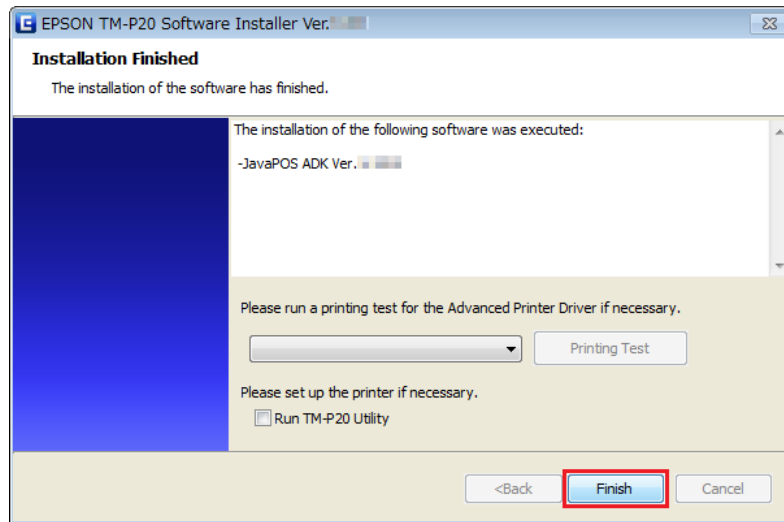 EPSON TM-P20 Software Installer Ver.
Installation Finished
The installation of the software has finished.
The installation of the following software was executed:
-JavaPOS ADK Ver.
Please run a printing test for the Advanced Printer Driver if necessary.
Printing Test
Please set up the printer if necessary.
Run TM-P20 Utility
<Back Finish Cancel